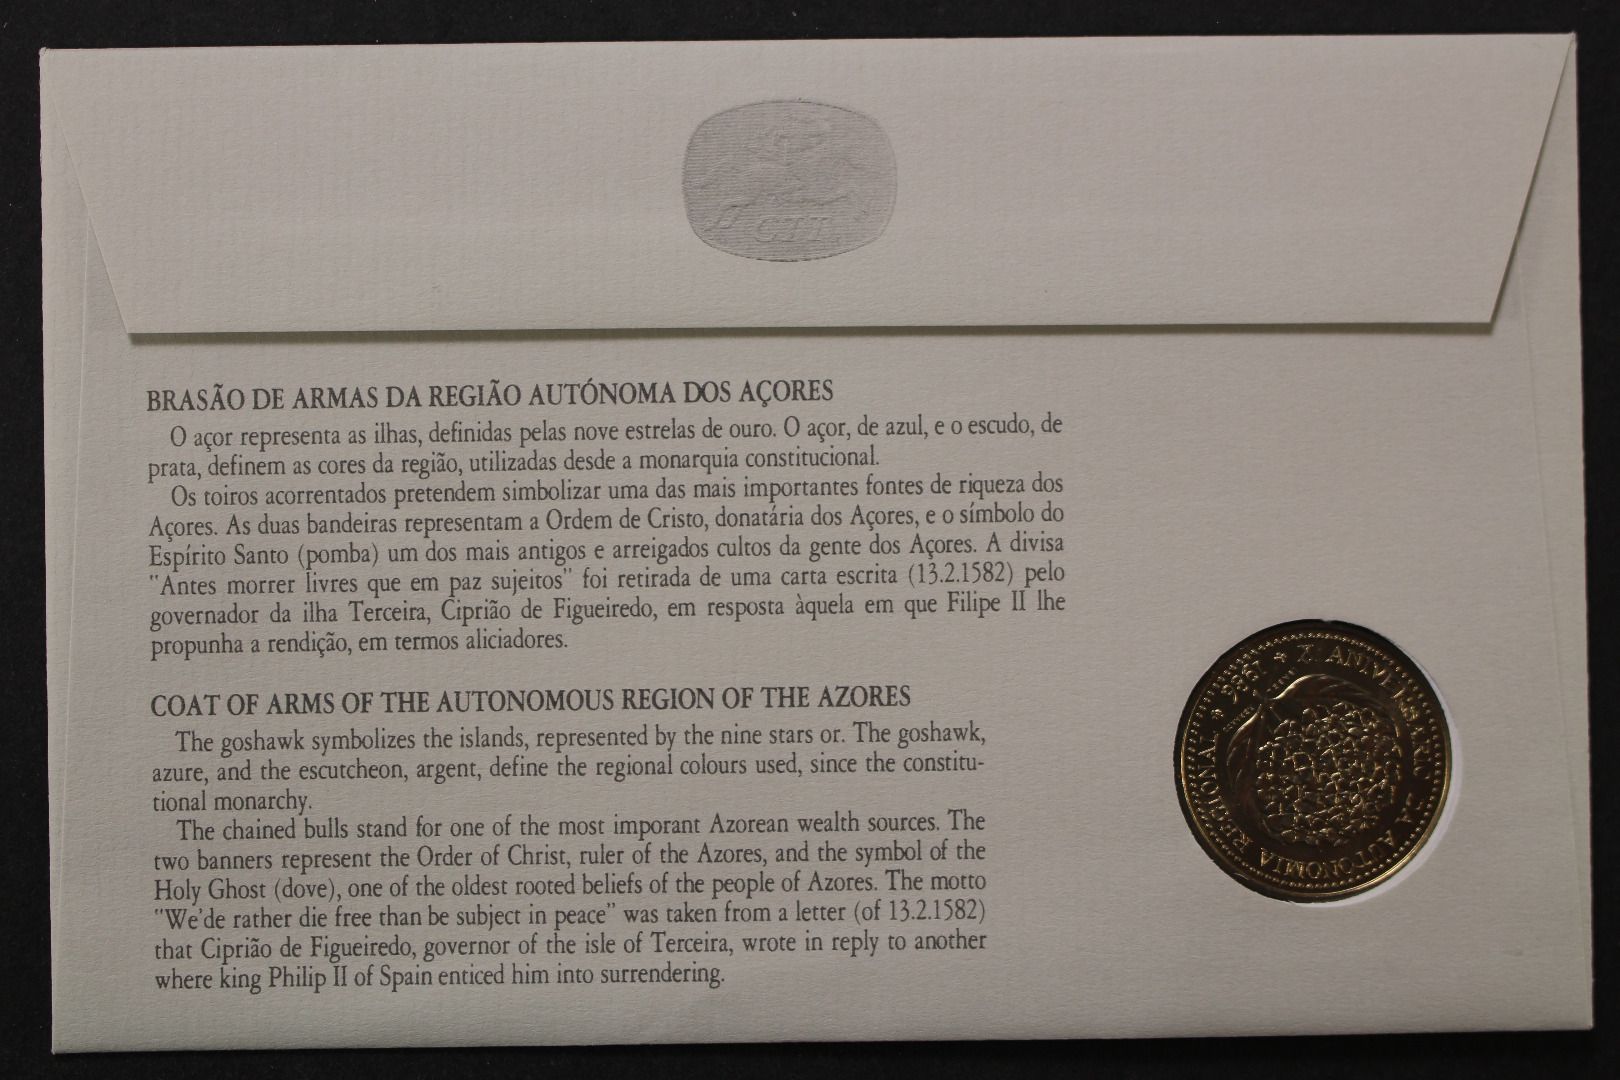 CTT
BRASÃO DE ARMAS DA REGIÃO AUTÓNOMA DOS AÇORES
O açor representa as ilhas, definidas pelas nove estrelas de ouro. O açor, de azul, e o escudo, de
prata, definem as cores da região, utilizadas desde a monarquia constitucional.
Os toiros acorrentados pretendem simbolizar uma das mais importantes fontes de riqueza dos
Açores. As duas bandeiras representam a Ordem de Cristo, donatária dos Açores, e o símbolo do
Espírito Santo (pomba) um dos mais antigos e arreigados cultos da gente dos Açores. A divisa
"Antes morrer livres que em paz sujeitos" foi retirada de uma carta escrita (13.2.1582) pelo
governador da ilha Terceira, Ciprião de Figueiredo, em resposta àquela em que Filipe II lhe
propunha a rendição, em termos aliciadores.
COAT OF ARMS OF THE AUTONOMOUS REGION OF THE AZORES
The goshawk symbolizes the islands, represented by the nine stars or. The goshawk,
azure, and the escutcheon, argent, define the regional colours used, since the constitu-
tional monarchy.
The chained bulls stand for one of the most imporant Azorean wealth sources. The
two banners represent the Order of Christ, ruler of the Azores, and the symbol of the
Holy Ghost (dove), one of the oldest rooted beliefs of the people of Azores. The motto
"We'de rather die free than be subject in peace" was taken from a letter (of 13.2.1582)
that Ciprião de Figueiredo, governor of the isle of Terceira, wrote in reply to another
where king Philip II of Spain enticed him into surrendering.
X ANIVERSÁRIO DA AUTONOMIA REGIONAL
1986